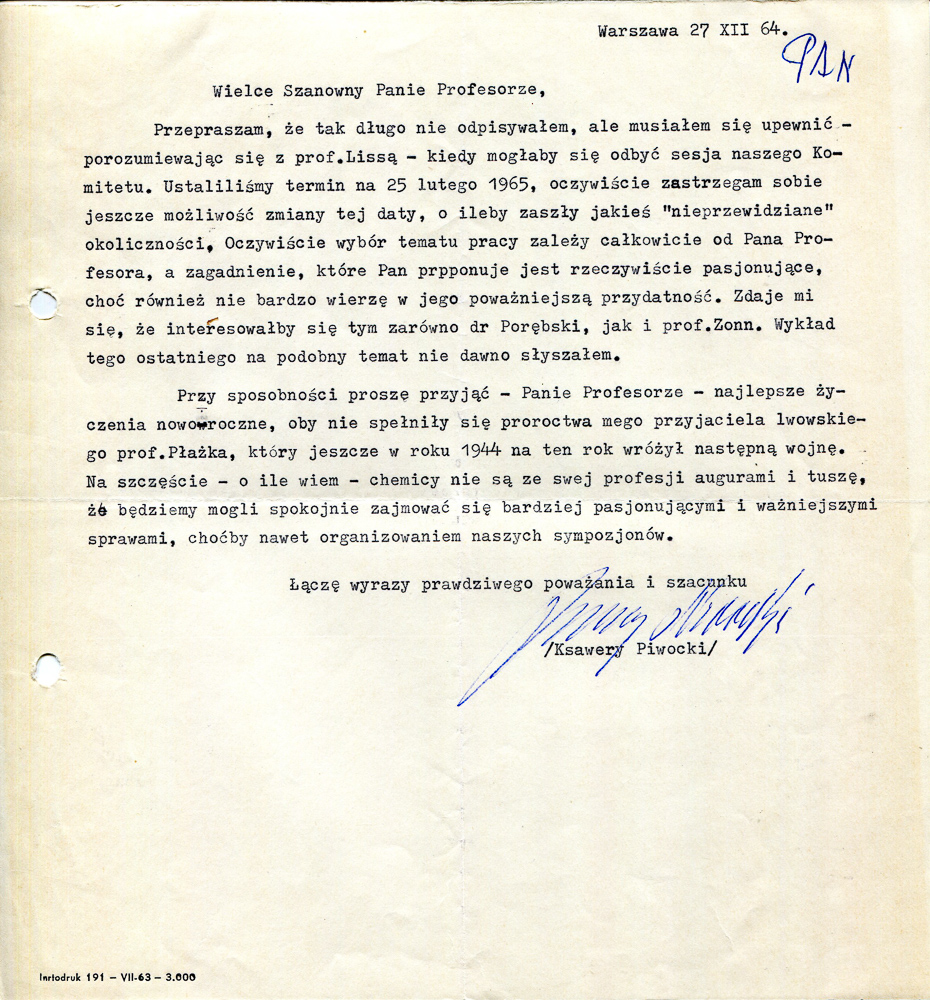 Warszawa 27 XII 64.
PAN
Wielce Szanowny Panie Profesorze,
Przepraszam, że tak długo nie odpisywałem, ale musiałem się upewnić -
porozumiewając się z prof.Lissą - kiedy mogłaby się odbyć sesja naszego Ko-
mitetu. Ustaliliśmy termin na 25 lutego 1965, oczywiście zastrzegam sobie
jeszcze możliwość zmiany tej daty, o ileby zaszły jakieś "nieprzewidziane"
okoliczności. Oczywiście wybór tematu pracy zależy całkowicie od Pana Pro-
fesora, a zagadnienie, które Pan prpponuje jest rzeczywiście pasjonujące,
choć również nie bardzo wierzę w jego poważniejszą przydatność. Zdaje mi
się, że interesowałby się tym zarówno dr Porębski, jak i prof.Zonn. Wykład
tego ostatniego na podobny temat nie dawno słyszałem.
Przy sposobności proszę przyjąć - Panie Profesorze - najlepsze ży-
czenia noworoczne, oby nie spełniły się proroctwa mego przyjaciela lwowskie-
go prof.Płażka, który jeszcze w roku 1944 na ten rok wróżył następną wojnę.
Na szczęście - o ile wiem - chemicy nie są ze swej profesji augurami i tuszę,
że będziemy mogli spokojnie zajmować się bardziej pasjonującymi i ważniejszymi
sprawami, choćby nawet organizowaniem naszych sympozjonów.
Łączę wyrazy prawdziwego poważania i szacunku
/Ksawery Piwocki/
Inrtodruk 191 — VII-63 — 3.000